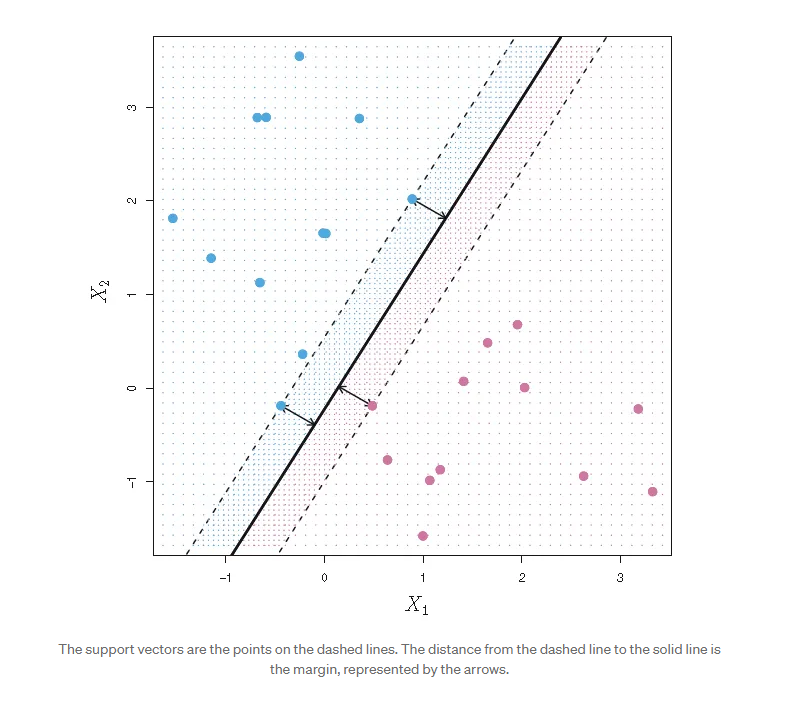 3
2
1
0
−1
X2
−1 0 1 2 3
X1
The support vectors are the points on the dashed lines. The distance from the dashed line to the solid line is
the margin, represented by the arrows.